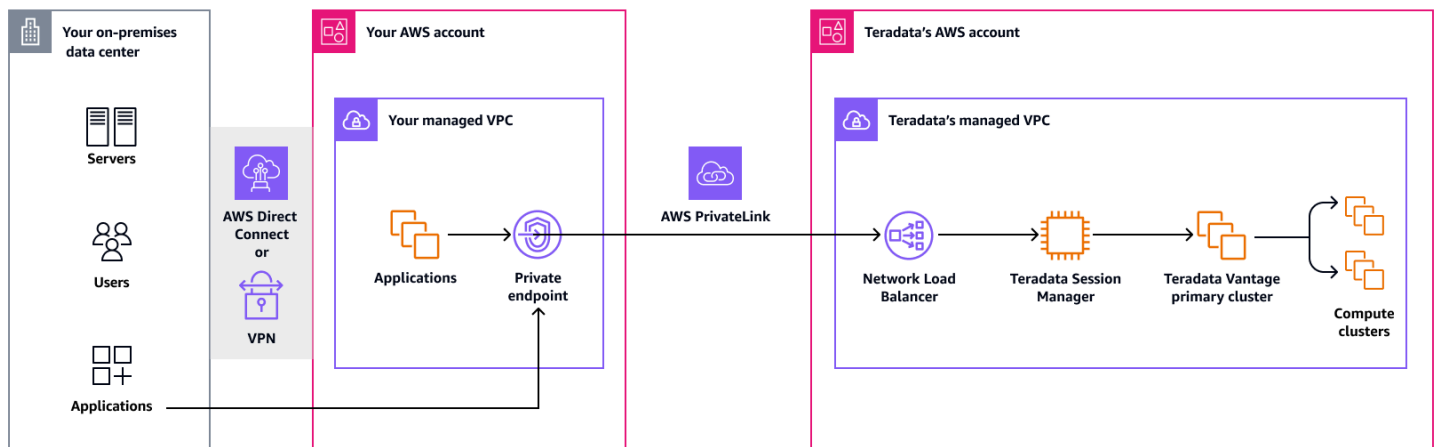 Your on-premises
data center
Servers
Users
Applications
AWS Direct
Connect
or
VPN
Your AWS account
Your managed VPC
Applications
Private
endpoint
AWS PrivateLink
Teradata’s AWS account
Teradata’s managed VPC
Network Load
Balancer
Teradata Session
Manager
Teradata Vantage
primary cluster
Compute
clusters